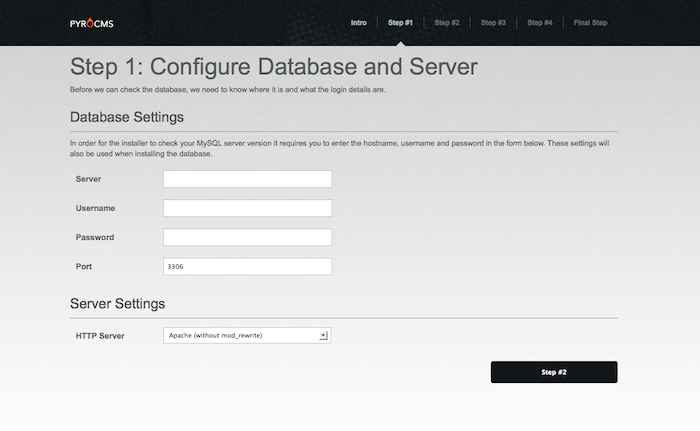 PYROCMS
Intro
Step #1
Step #2
Step #3
Step #4
Final Step
Step 1: Configure Database and Server
Before we can check the database, we need to know where it is and what the login details are.
Database Settings
In order for the installer to check your MySQL server version it requires you to enter the hostname, username and password in the form below. These settings will
also be used when installing the database.
Server
Username
Password
Port
3306
Server Settings
HTTP Server
Apache (without mod_rewrite)
Step #2